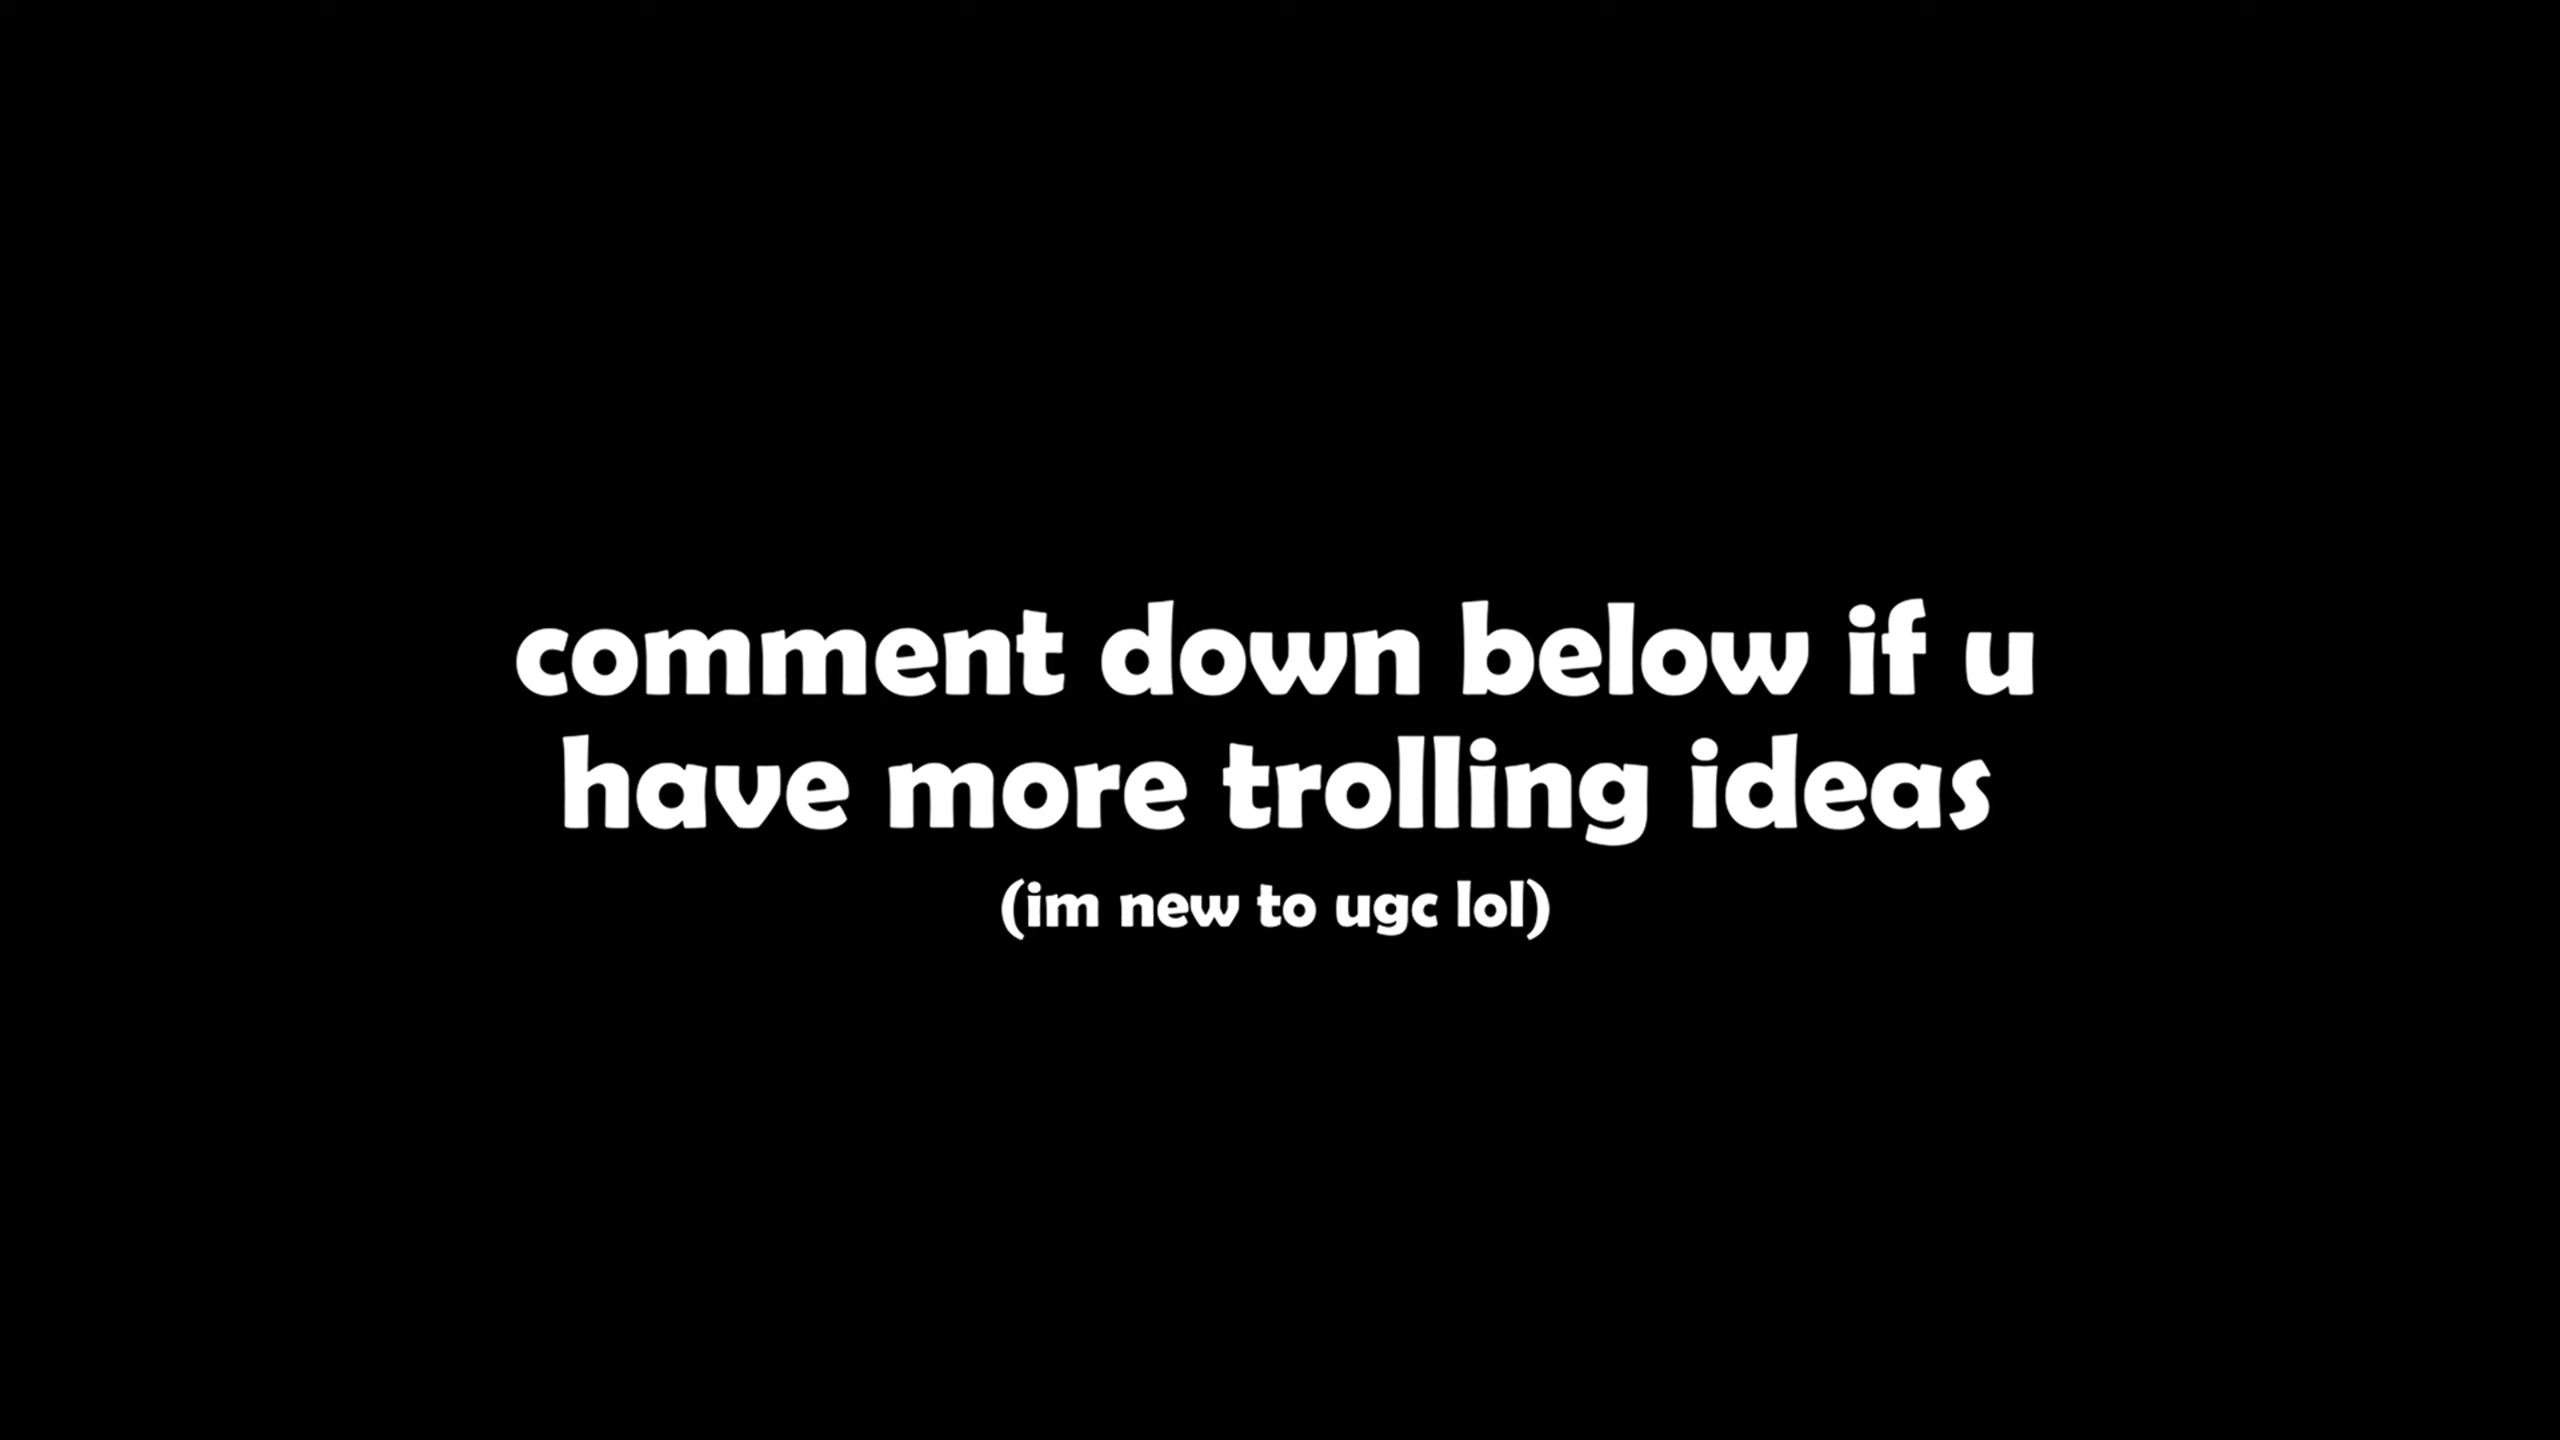 comment down below if u
have more trolling ideas
(im new to ugc lol)